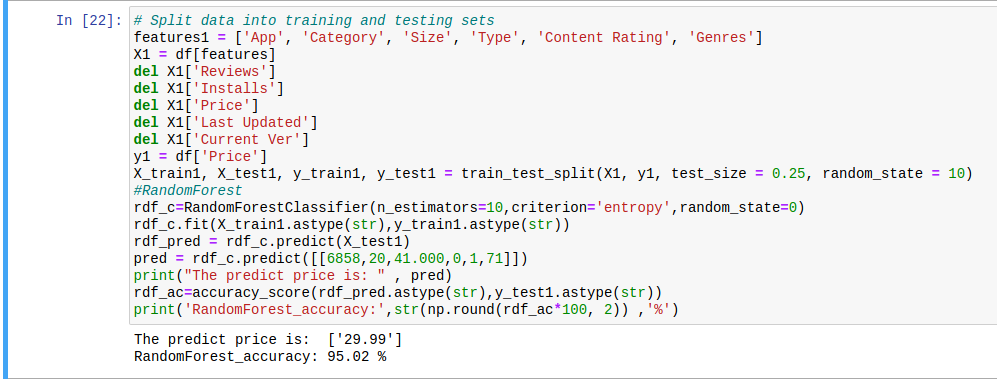 In [22]: # Split data into training and testing sets
features1 = ['App', 'Category', 'Size', 'Type', 'Content Rating', 'Genres']
X1 = df[features]
del X1['Reviews']
del X1['Installs']
del X1['Price']
del X1['Last Updated']
del X1['Current Ver']
y1 = df['Price']
X_train1, X_test1, y_train1, y_test1 = train_test_split(X1, y1, test_size = 0.25, random_state = 10)
#RandomForest
rdf_c=RandomForestClassifier(n_estimators=10,criterion='entropy',random_state=0)
rdf_c.fit(X_train1.astype(str),y_train1.astype(str))
rdf_pred = rdf_c.predict(X_test1)
pred = rdf_c.predict([[6858,20,41.000,0,1,71]])
print("The predict price is: " , pred)
rdf_ac=accuracy_score(rdf_pred.astype(str),y_test1.astype(str))
print('RandomForest_accuracy:',str(np.round(rdf_ac*100, 2)) ,'%')
The predict price is:  ['29.99']
RandomForest_accuracy: 95.02 %